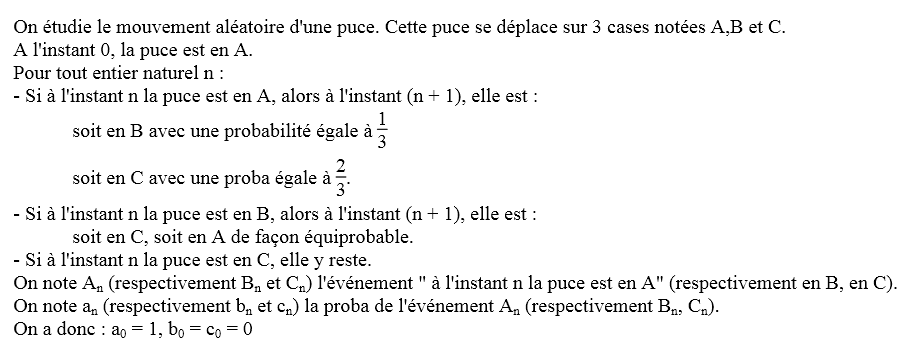 On étudie le mouvement aléatoire d'une puce. Cette puce se déplace sur 3 cases notées A,B et C.
A l'instant 0, la puce est en A.
Pour tout entier naturel n :
- Si à l'instant n la puce est en A, alors à l'instant (n + 1), elle est :
soit en B avec une probabilité égale à 1/3
soit en C avec une proba égale à 2/3.
- Si à l'instant n la puce est en B, alors à l'instant (n + 1), elle est :
soit en C, soit en A de façon équiprobable.
- Si à l'instant n la puce est en C, elle y reste.
On note Aₙ (respectivement Bₙ et Cₙ) l'événement " à l'instant n la puce est en A" (respectivement en B, en C).
On note aₙ (respectivement bₙ et cₙ) la proba de l'événement Aₙ (respectivement Bₙ, Cₙ).
On a donc : a₀ = 1, b₀ = c₀ = 0